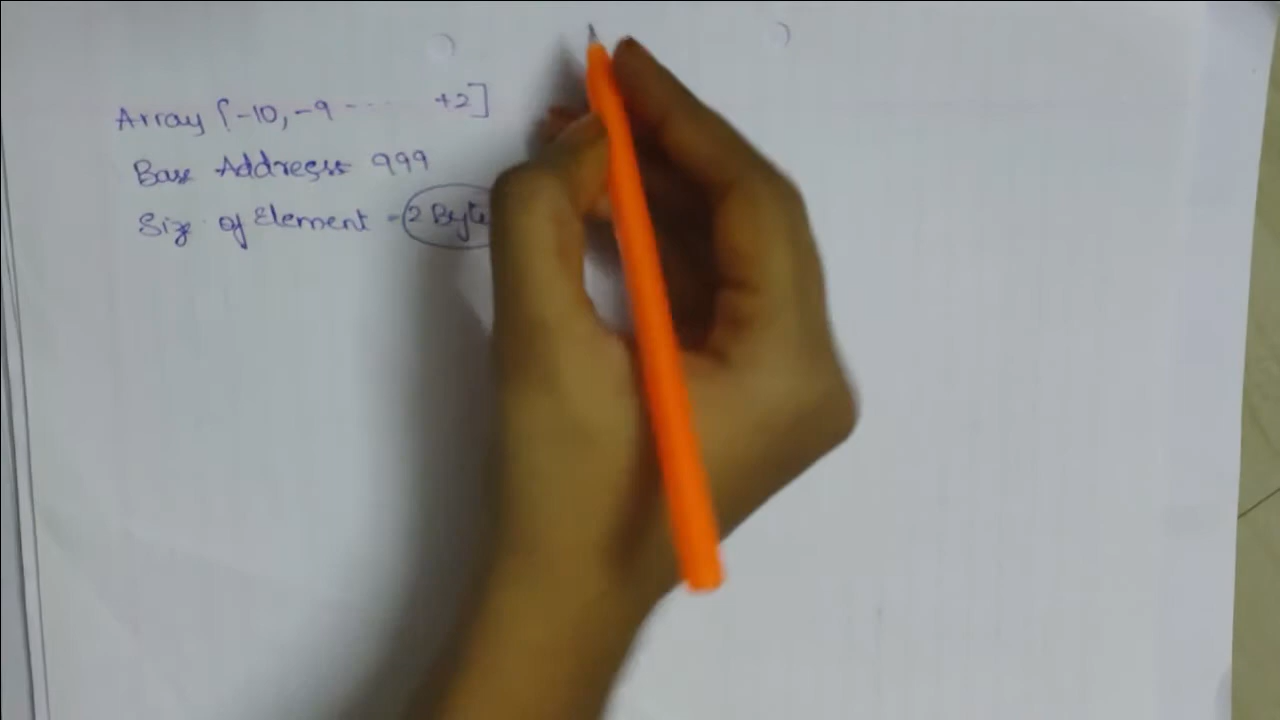 Array [-10, -9 ---- +2]
Base Address 999
Size of Element - 2 Byte